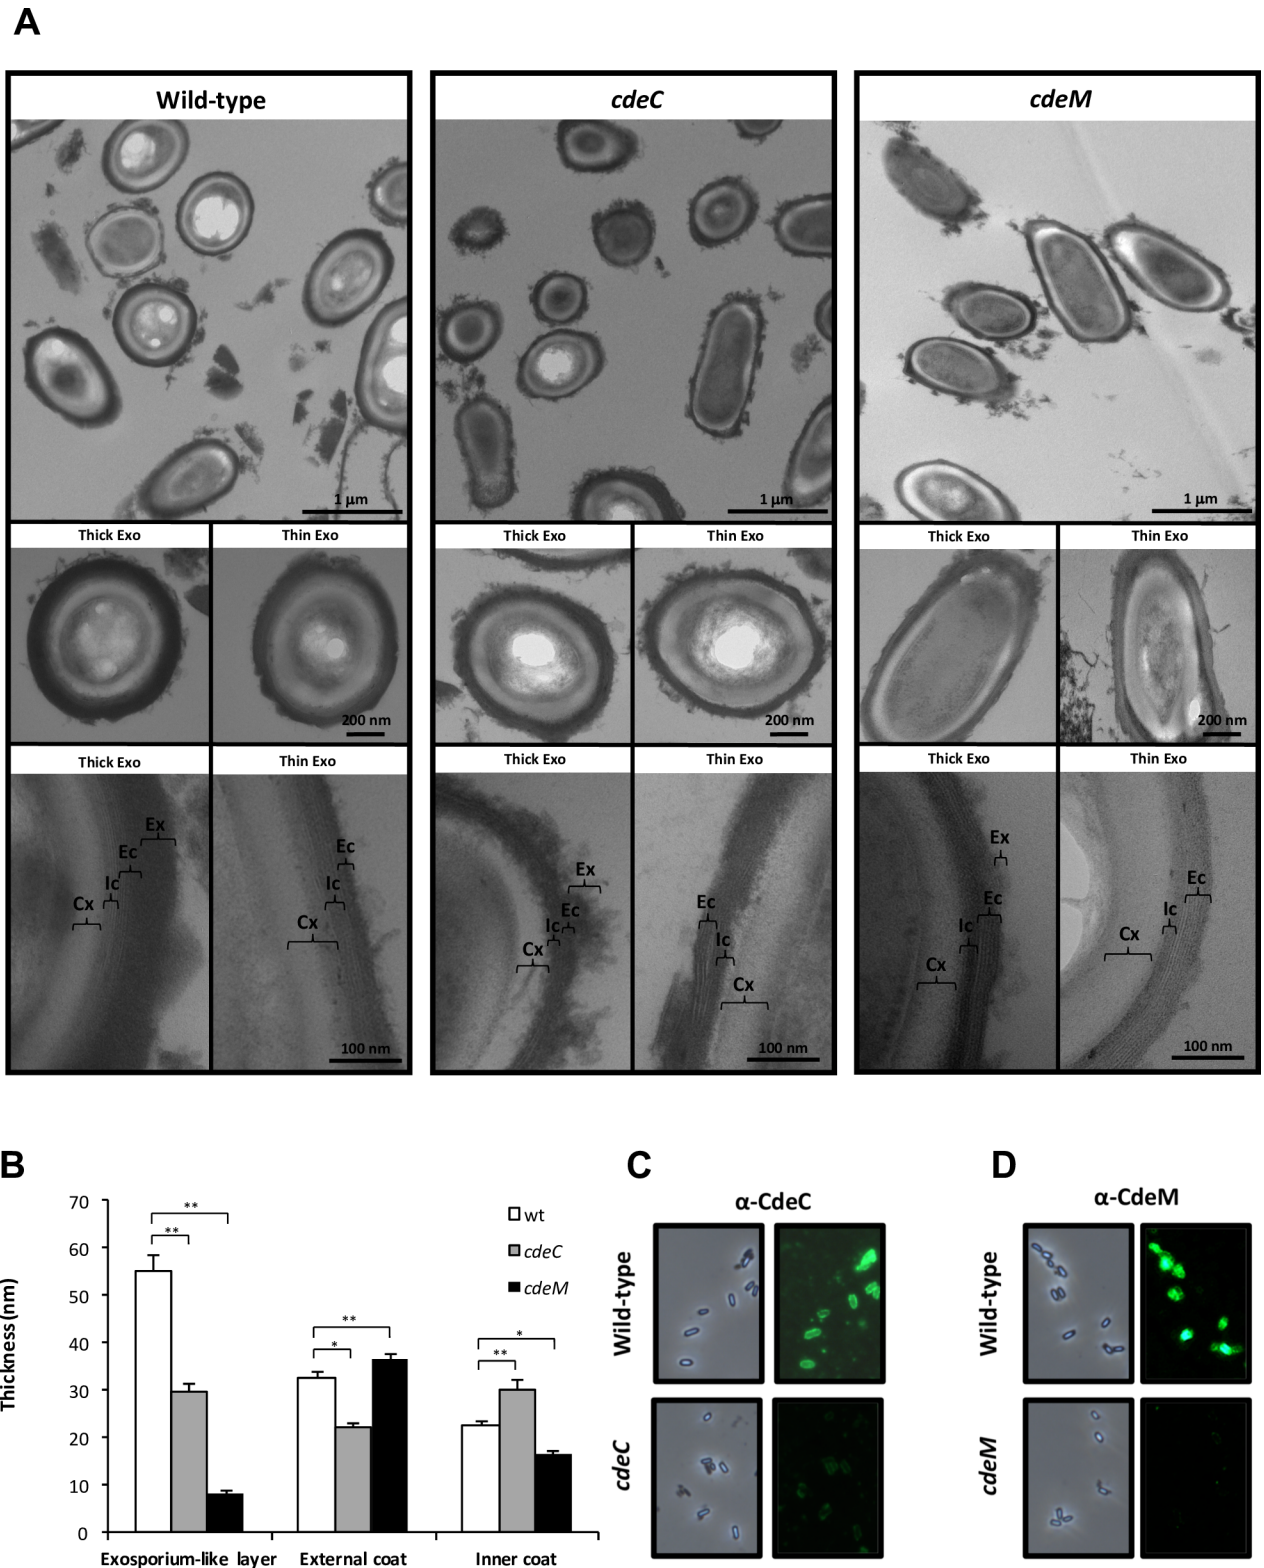 A
Wild-type
cdeC
cdeM
1 μm
1 μm
1 μm
Thick Exo
Thin Exo
Thick Exo
Thin Exo
Thick Exo
Thin Exo
200 nm
200 nm
200 nm
Thick Exo
Thin Exo
Thick Exo
Thin Exo
Thick Exo
Thin Exo
Ex
Ec
Ic
Cx
Ec
Ic
Cx
100 nm
Ex
Ec
Ic
Cx
Ec
Ic
Cx
100 nm
Ex
Ec
Ic
Cx
Ec
Ic
Cx
100 nm
B
Thickness (nm)
70
60
50
40
30
20
10
0
**
**
**
*
*
**
wt
cdeC
cdeM
Exosporium-like layer
External coat
Inner coat
C
α-CdeC
Wild-type
cdeC
D
α-CdeM
Wild-type
cdeM